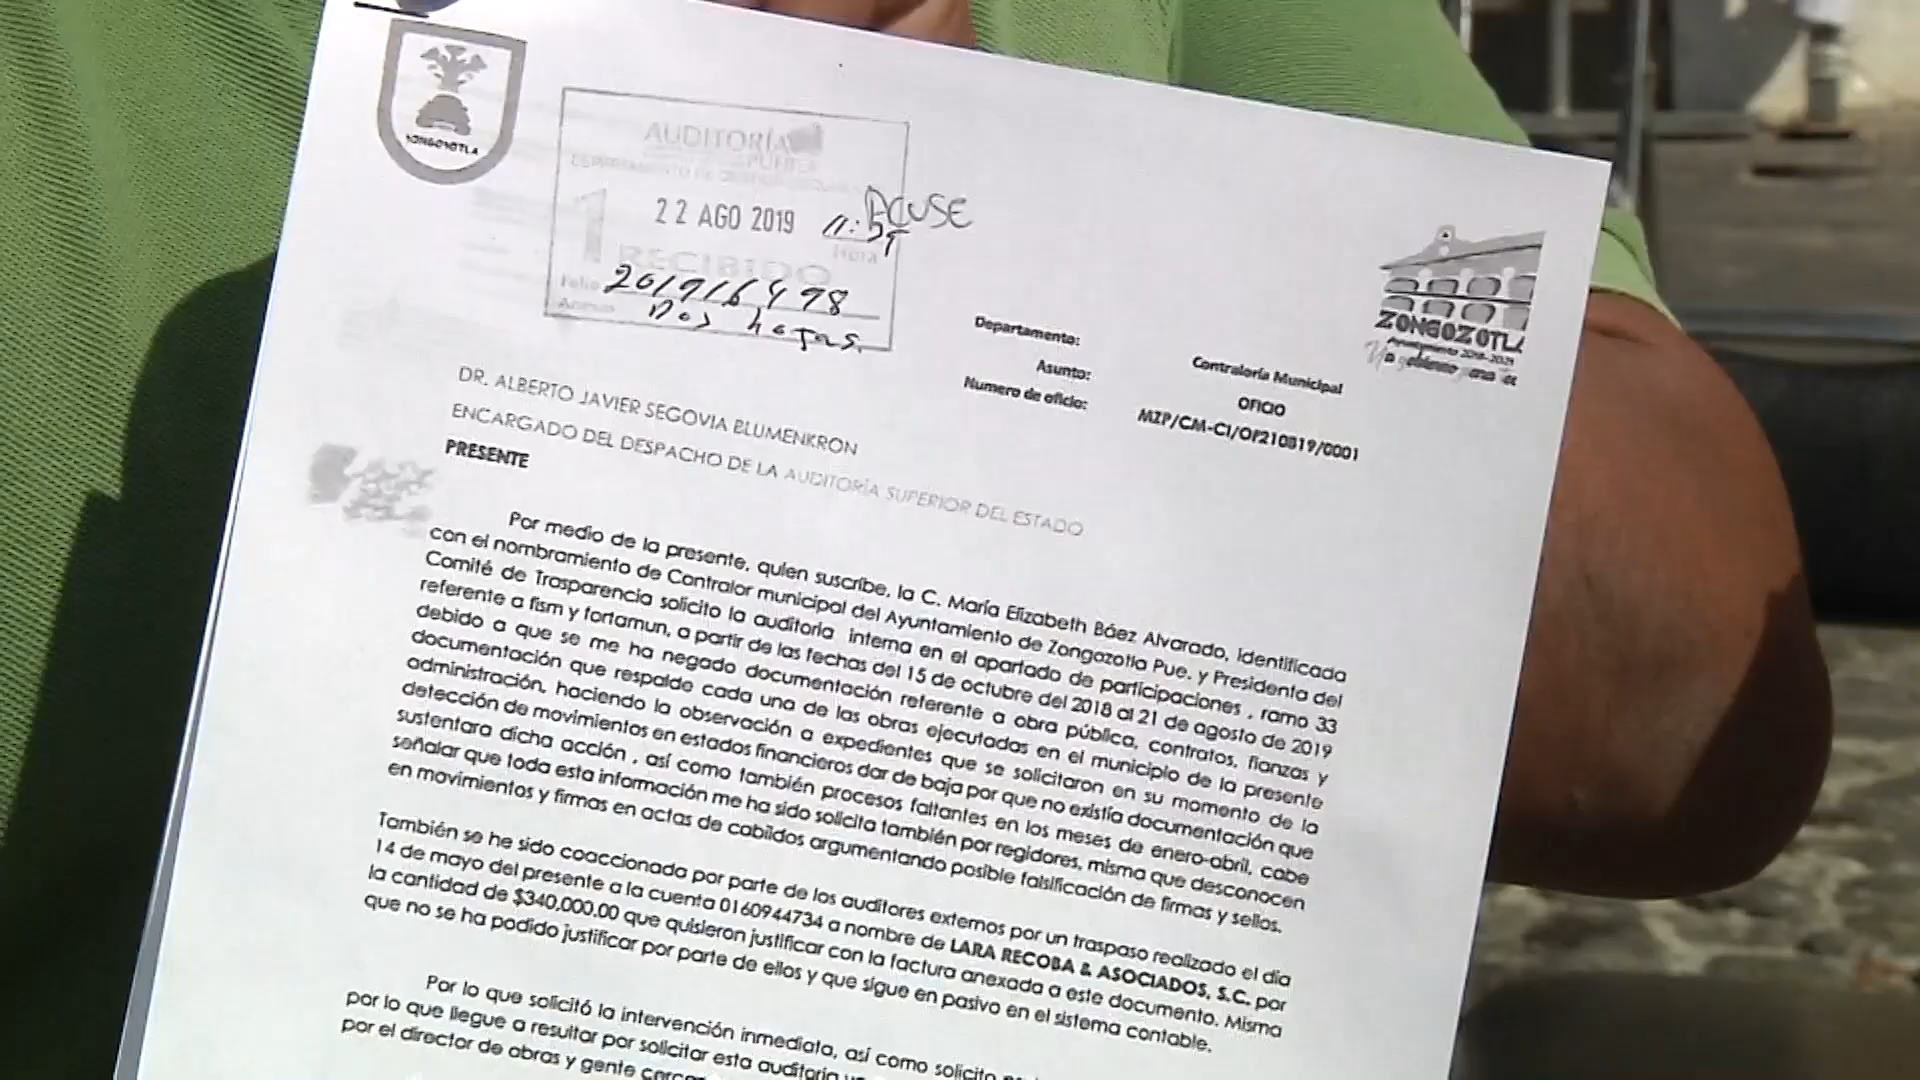 ZONGOZOTLA
AUDITORÍA
PUEBLA
22 AGO 2019
ACUSE
Hora
1 RECIBIDO
Folio 201916498
Anexos Dos hojas.
ZONGOZOTLA
Ayuntamiento 2018-2021
Departamento: Contraloría Municipal
Asunto: OFICIO
Numero de oficio: MZP/CM-CI/OF210819/0001
DR. ALBERTO JAVIER SEGOVIA BLUMENKRON
ENCARGADO DEL DESPACHO DE LA AUDITORÍA SUPERIOR DEL ESTADO
PRESENTE
Por medio de la presente, quien suscribe, la C. María Elizabeth Báez Alvarado, identificada
con el nombramiento de Contralor municipal del Ayuntamiento de Zongozotla Pue. y Presidenta del
Comité de Trasparencia solicito la auditoria interna en el apartado de participaciones , ramo 33
referente a fism y fortamun, a partir de las fechas del 15 de octubre del 2018 al 21 de agosto de 2019
debido a que se me ha negado documentación referente a obra pública, contratos, fianzas y
documentación que respalde cada una de las obras ejecutadas en el municipio de la presente
administración, haciendo la observación a expedientes que se solicitaron en su momento de la
detección de movimientos en estados financieros dar de baja por que no existía documentación que
sustentara dicha acción , así como también procesos faltantes en los meses de enero-abril, cabe
señalar que toda esta información me ha sido solicita también por regidores, misma que desconocen
en movimientos y firmas en actas de cabildos argumentando posible falsificación de firmas y sellos.
También se he sido coaccionada por parte de los auditores externos por un traspaso realizado el día
14 de mayo del presente a la cuenta 0160944734 a nombre de LARA RECOBA & ASOCIADOS, S.C. por
la cantidad de $340,000.00 que quisieron justificar con la factura anexada a este documento. Misma
que no se ha podido justificar por parte de ellos y que sigue en pasivo en el sistema contable.
Por lo que solicitó la intervención inmediata, así como solicito
por lo que llegue a resultar por solicitar esta auditoria
por el director de obras y gente